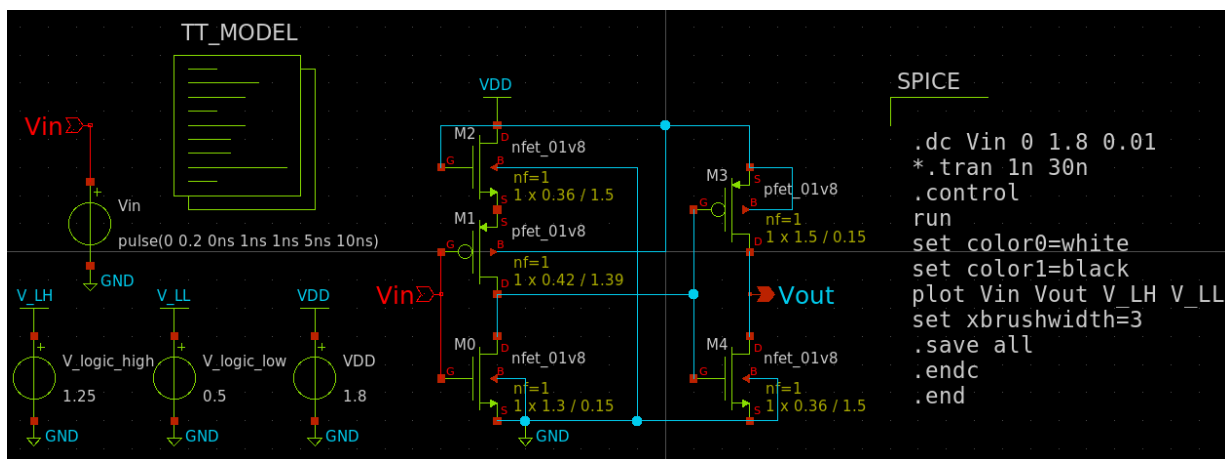 TT_MODEL
Vin
+
Vin
pulse(0 0.2 0ns 1ns 1ns 5ns 10ns)
GND
V_LH
+
V_logic_high
1.25
GND
V_LL
+
V_logic_low
0.5
GND
VDD
+
VDD
1.8
GND
VDD
M2
D
nfet_01v8
G
B
nf=1
S
1 x 0.36 / 1.5
M1
S
pfet_01v8
G
B
nf=1
D
1 x 0.42 / 1.39
Vin
M0
D
nfet_01v8
G
B
nf=1
S
1 x 1.3 / 0.15
GND
M3
S
pfet_01v8
G
B
nf=1
D
1 x 1.5 / 0.15
Vout
M4
D
nfet_01v8
G
B
nf=1
S
1 x 0.36 / 1.5
SPICE
.dc Vin 0 1.8 0.01
*.tran 1n 30n
.control
run
set color0=white
set color1=black
plot Vin Vout V_LH V_LL
set xbrushwidth=3
.save all
.endc
.end